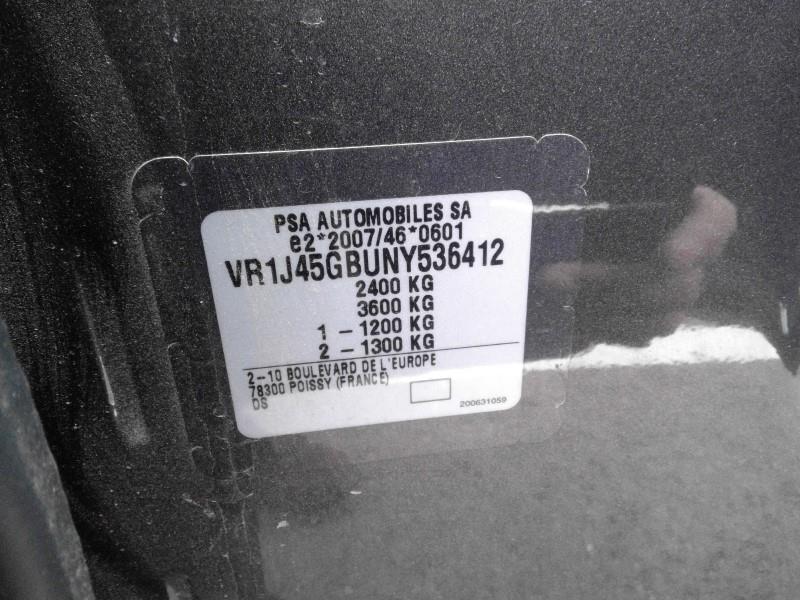 PSA AUTOMOBILES SA
e2*2007/46*0601
VR1J45GBUNY536412
2400 KG
3600 KG
1 - 1200 KG
2 - 1300 KG
2-10 BOULEVARD DE L'EUROPE
78300 POISSY (FRANCE)
DS
200631059